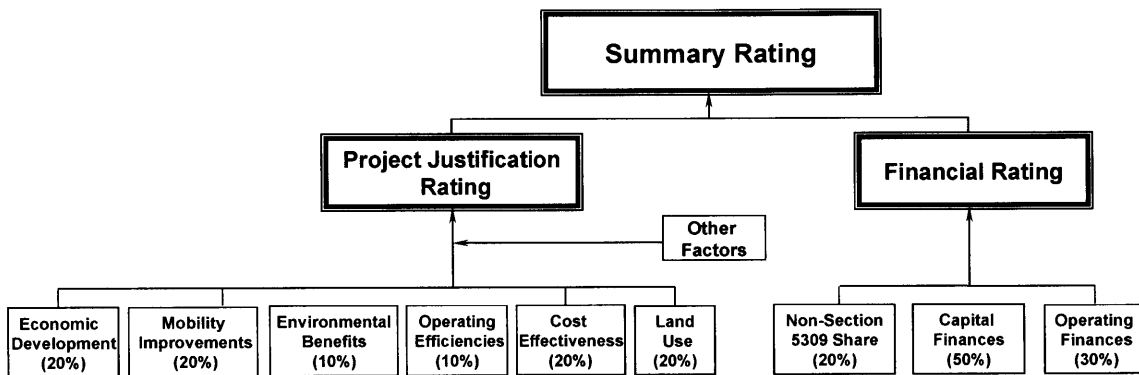 Summary Rating
Project Justification
Rating
Financial Rating
Other
Factors
Economic
Development
(20%)
Mobility
Improvements
(20%)
Environmental
Benefits
(10%)
Operating
Efficiencies
(10%)
Cost
Effectiveness
(20%)
Land
Use
(20%)
Non-Section
5309 Share
(20%)
Capital
Finances
(50%)
Operating
Finances
(30%)